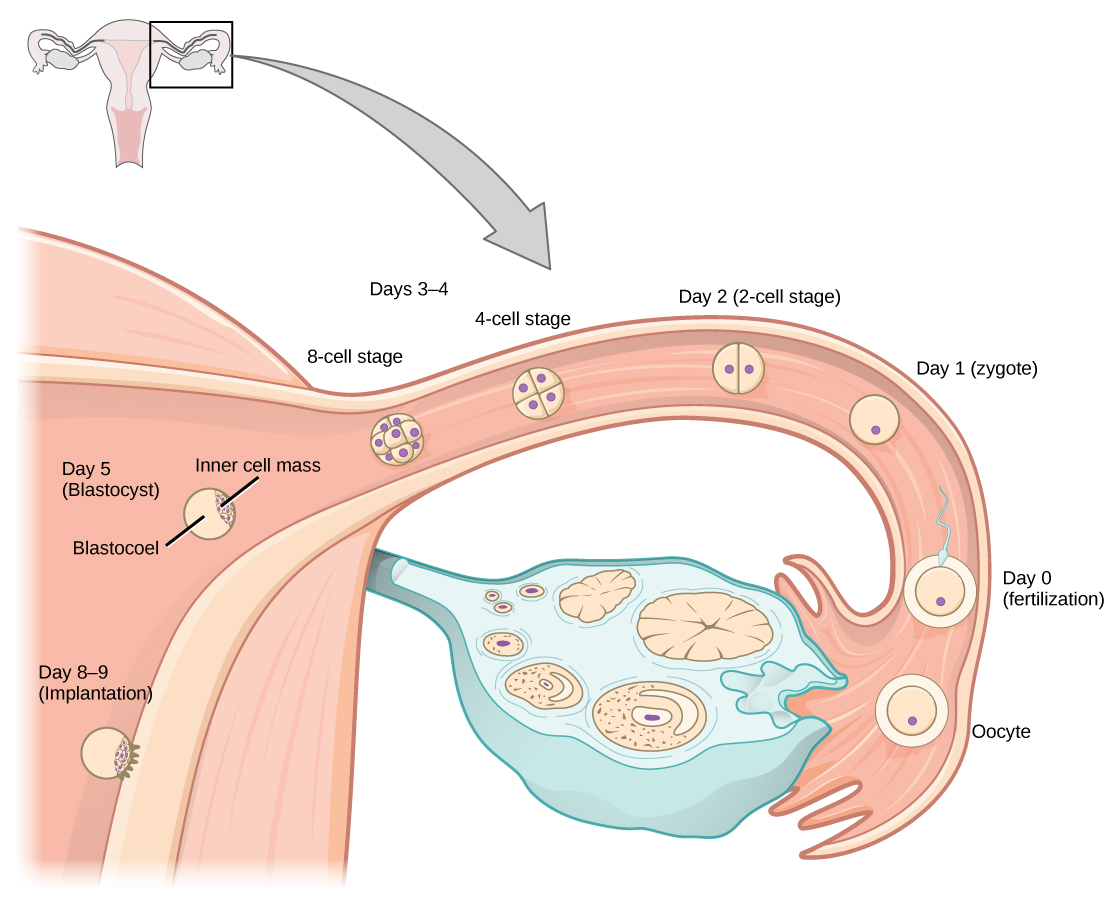 Days 3–4
Day 2 (2-cell stage)
4-cell stage
8-cell stage
Day 1 (zygote)
Day 5
(Blastocyst)
Inner cell mass
Blastocoel
Day 0
(fertilization)
Day 8–9
(Implantation)
Oocyte